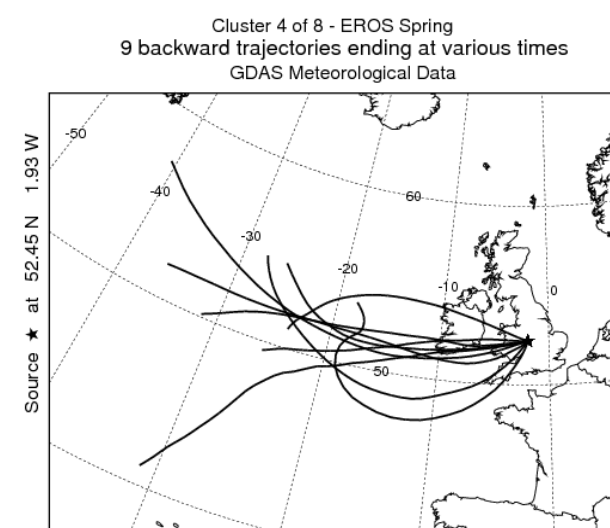 Cluster 4 of 8 - EROS Spring
9 backward trajectories ending at various times
GDAS Meteorological Data
Source ★ at 52.45 N 1.93 W
-50
-40
60
-30
-20
-10
0
50